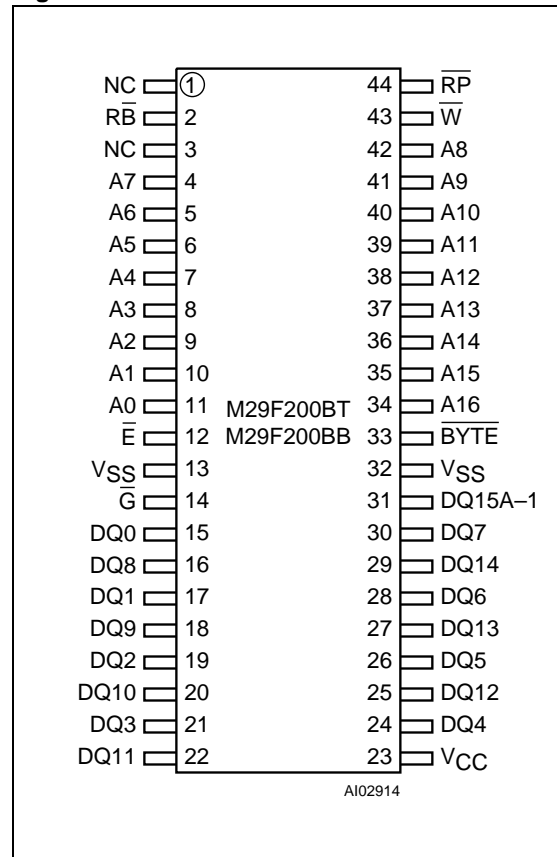 NC 1 44 R̅P̅
RB̅ 2 43 W̅
NC 3 42 A8
A7 4 41 A9
A6 5 40 A10
A5 6 39 A11
A4 7 38 A12
A3 8 37 A13
A2 9 36 A14
A1 10 35 A15
A0 11 M29F200BT 34 A16
E̅ 12 M29F200BB 33 B̅Y̅T̅E̅
VSS 13 32 VSS
G̅ 14 31 DQ15A–1
DQ0 15 30 DQ7
DQ8 16 29 DQ14
DQ1 17 28 DQ6
DQ9 18 27 DQ13
DQ2 19 26 DQ5
DQ10 20 25 DQ12
DQ3 21 24 DQ4
DQ11 22 23 VCC
AI02914